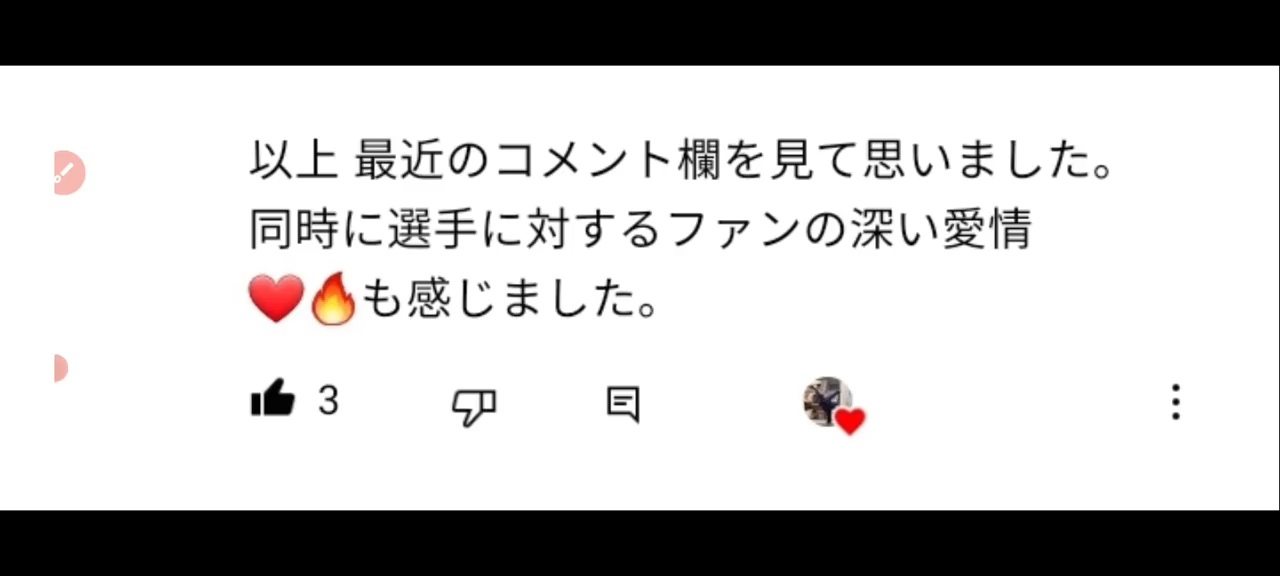 以上 最近のコメント欄を見て思いました。
同時に選手に対するファンの深い愛情
❤️🔥も感じました。
3